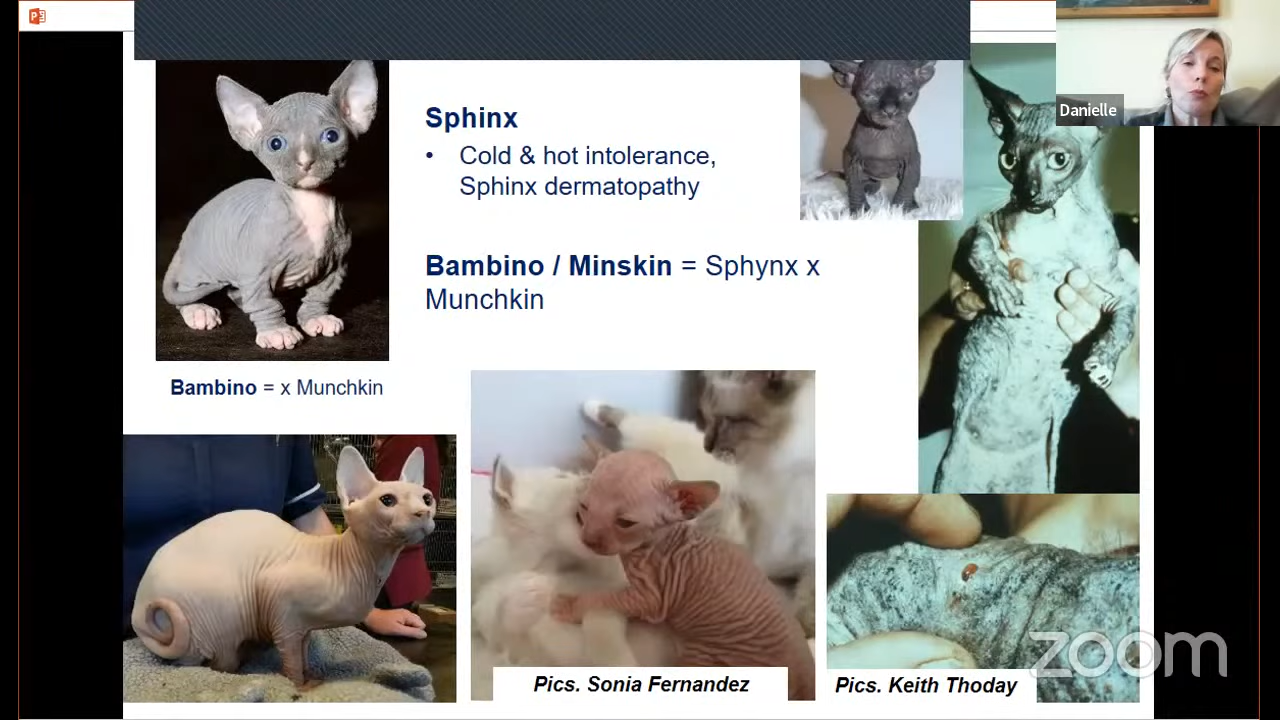 Danielle
Sphinx
• Cold & hot intolerance,
Sphinx dermatopathy
Bambino / Minskin = Sphynx x
Munchkin
Bambino = x Munchkin
Pics. Sonia Fernandez
Pics. Keith Thoday
zoom